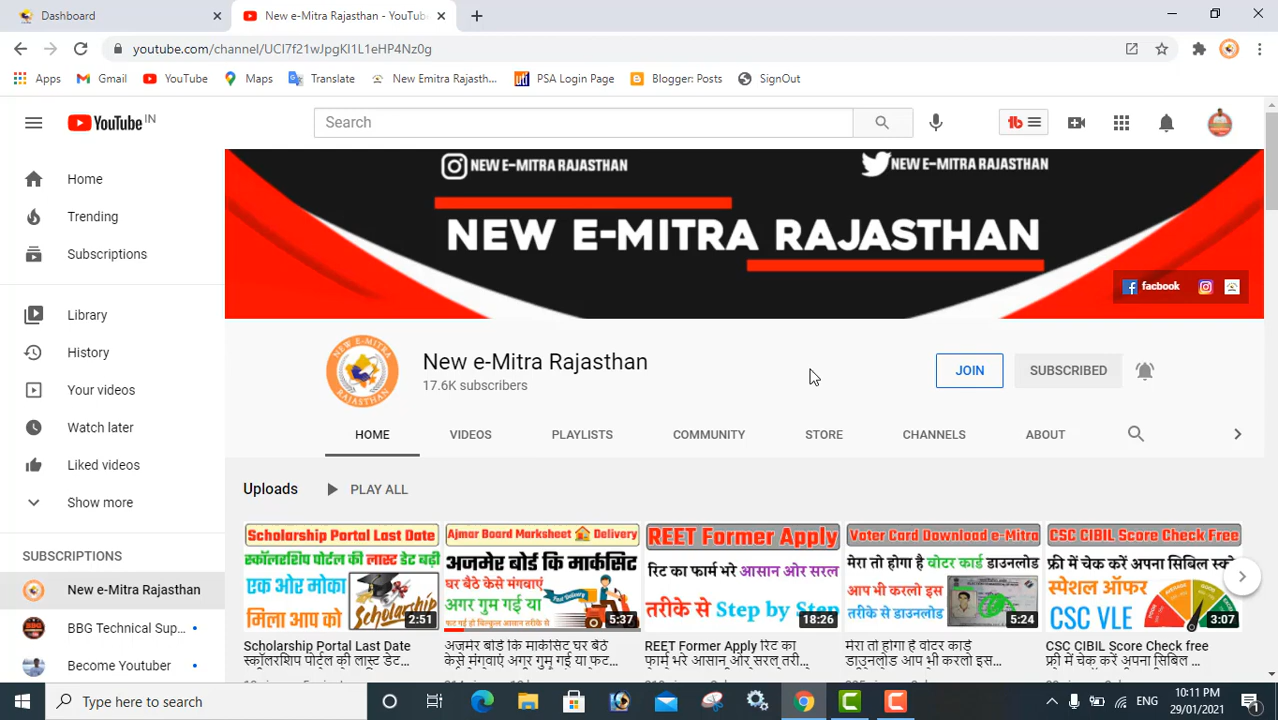 Dashboard
New e-Mitra Rajasthan - YouTub
youtube.com/channel/UCI7f21wJpgKI1L1eHP4Nz0g
Apps
Gmail
YouTube
Maps
Translate
New Emitra Rajasth...
PSA Login Page
Blogger: Posts
SignOut
YouTube IN
Search
NEW E-MITRA RAJASTHAN
NEW E-MITRA RAJASTHAN
NEW E-MITRA RAJASTHAN
facbook
Home
Trending
Subscriptions
Library
History
Your videos
Watch later
Liked videos
Show more
SUBSCRIPTIONS
New e-Mitra Rajasthan
BBG Technical Sup...
Become Youtuber
New e-Mitra Rajasthan
17.6K subscribers
JOIN
SUBSCRIBED
HOME
VIDEOS
PLAYLISTS
COMMUNITY
STORE
CHANNELS
ABOUT
Uploads
PLAY ALL
Scholarship Portal Last Date
स्कॉलरशिप पोर्टल की लास्ट डेट बढ़ी
एक ओर मोका
मिला आप को
Scholarship
2:51
Scholarship Portal Last Date
स्कॉलरशिप पोर्टल की लास्ट डेट...
Ajmar Board Marksheet Delivery
अजमेर बोर्ड कि मार्कसिट
घर बैठे केसे मंगवाएं
अगर गुम गई या
5:37
अजमेर बोर्ड कि मार्कसिट घर बैठे
केसे मंगवाएं अगर गुम गई या फट...
REET Former Apply
रिट का फार्म भरे आसान ओर सरल
तरीके से Step by Step
18:26
REET Former Apply रिट का
फार्म भरे आसान और सरल तरी...
Voter Card Download e-Mitra
मेरा तो होगा है वोटर कार्ड डाउनलोड
आप भी करलो इस
तरीके से डाउनलोड
5:24
मेरा तो होगा है वोटर कार्ड
डाउनलोड आप भी करलो इस...
CSC CIBIL Score Check Free
फ्री में चेक करें अपना सिबिल स्को
स्पेशल ऑफर
CSC VLE
3:07
CSC CIBIL Score Check free
फ्री में चेक करें अपना सिबिल ...
Type here to search
ENG
10:11 PM
29/01/2021
1